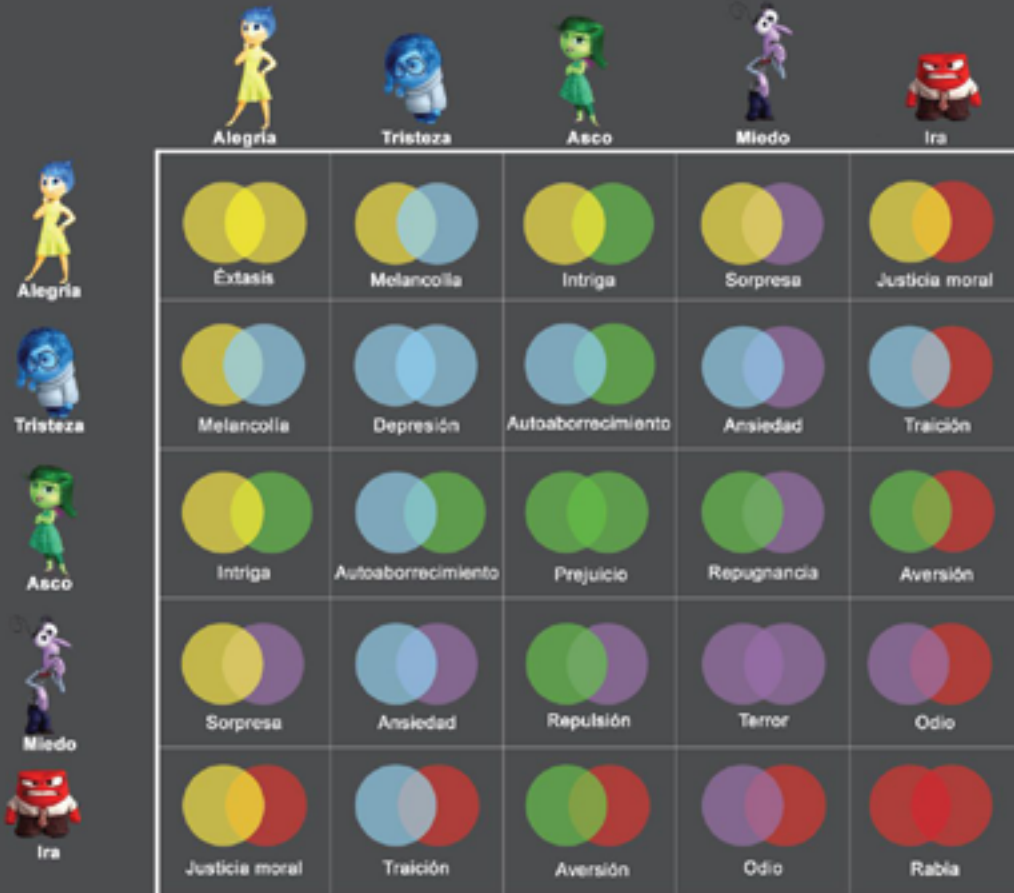 Alegría Tristeza Asco Miedo Ira
Alegría
Éxtasis Melancolía Intriga Sorpresa Justicia moral
Tristeza
Melancolía Depresión Autoaborrecimiento Ansiedad Traición
Asco
Intriga Autoaborrecimiento Prejuicio Repugnancia Aversión
Miedo
Sorpresa Ansiedad Repulsión Terror Odio
Ira
Justicia moral Traición Aversión Odio Rabia